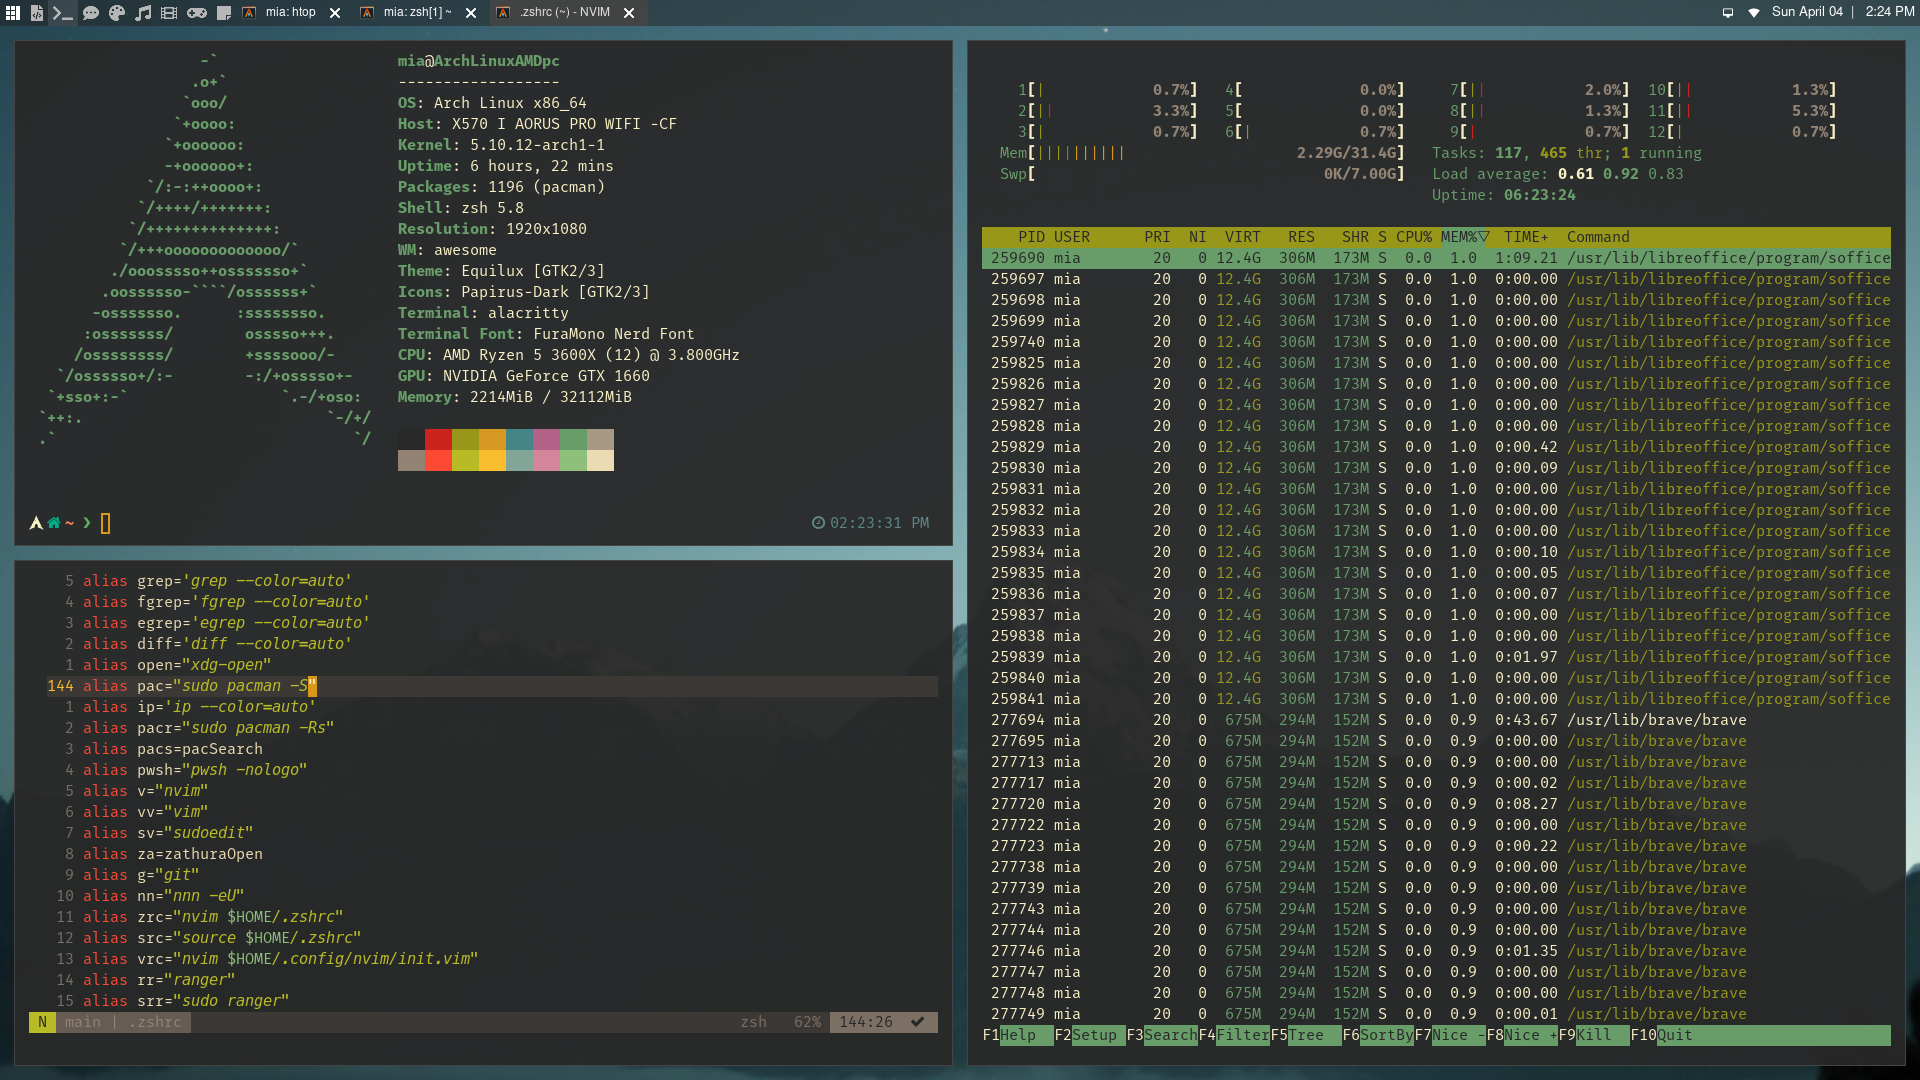 mia: htop
mia: zsh[1] ~
.zshrc (~) - NVIM
Sun April 04 | 2:24 PM
-`
.o+`
`ooo/
`+oooo:
`+oooooo:
-+oooooo+:
`/:-:++oooo+:
`/++++/+++++++:
`/++++++++++++++:
`/+++ooooooooooooo/`
./ooosssso++osssssso+`
.oossssso-````/ossssss+`
-osssssso.      :ssssssso.
:osssssss/        osssso+++.
/ossssssss/        +ssssooo/-
`/ossssso+/:-        -:/+osssso+-
`+sso+:-`                 `.-/+oso:
`++:.                           `-/+/
.`                                 `/
mia@ArchLinuxAMDpc
------------------
OS: Arch Linux x86_64
Host: X570 I AORUS PRO WIFI -CF
Kernel: 5.10.12-arch1-1
Uptime: 6 hours, 22 mins
Packages: 1196 (pacman)
Shell: zsh 5.8
Resolution: 1920x1080
WM: awesome
Theme: Equilux [GTK2/3]
Icons: Papirus-Dark [GTK2/3]
Terminal: alacritty
Terminal Font: FuraMono Nerd Font
CPU: AMD Ryzen 5 3600X (12) @ 3.800GHz
GPU: NVIDIA GeForce GTX 1660
Memory: 2214MiB / 32112MiB
~ ❯ 02:23:31 PM
5 alias grep='grep --color=auto'
4 alias fgrep='fgrep --color=auto'
3 alias egrep='egrep --color=auto'
2 alias diff='diff --color=auto'
1 alias open="xdg-open"
144 alias pac="sudo pacman -S"
1 alias ip='ip --color=auto'
2 alias pacr="sudo pacman -Rs"
3 alias pacs=pacSearch
4 alias pwsh="pwsh -nologo"
5 alias v="nvim"
6 alias vv="vim"
7 alias sv="sudoedit"
8 alias za=zathuraOpen
9 alias g="git"
10 alias nn="nnn -eU"
11 alias zrc="nvim $HOME/.zshrc"
12 alias src="source $HOME/.zshrc"
13 alias vrc="nvim $HOME/.config/nvim/init.vim"
14 alias rr="ranger"
15 alias srr="sudo ranger"
N main | .zshrc zsh 62% 144:26 ✔
1[| 0.7%] 4[ 0.0%] 7[|| 2.0%] 10[|| 1.3%]
2[|| 3.3%] 5[ 0.0%] 8[|| 1.3%] 11[|| 5.3%]
3[| 0.7%] 6[| 0.7%] 9[| 0.7%] 12[| 0.7%]
Mem[|||||||||| 2.29G/31.4G] Tasks: 117, 465 thr; 1 running
Swp[ 0K/7.00G] Load average: 0.61 0.92 0.83
Uptime: 06:23:24
PID USER PRI NI VIRT RES SHR S CPU% MEM%▽ TIME+ Command
259690 mia 20 0 12.4G 306M 173M S 0.0 1.0 1:09.21 /usr/lib/libreoffice/program/soffice
259697 mia 20 0 12.4G 306M 173M S 0.0 1.0 0:00.00 /usr/lib/libreoffice/program/soffice
259698 mia 20 0 12.4G 306M 173M S 0.0 1.0 0:00.00 /usr/lib/libreoffice/program/soffice
259699 mia 20 0 12.4G 306M 173M S 0.0 1.0 0:00.00 /usr/lib/libreoffice/program/soffice
259740 mia 20 0 12.4G 306M 173M S 0.0 1.0 0:00.00 /usr/lib/libreoffice/program/soffice
259825 mia 20 0 12.4G 306M 173M S 0.0 1.0 0:00.00 /usr/lib/libreoffice/program/soffice
259826 mia 20 0 12.4G 306M 173M S 0.0 1.0 0:00.00 /usr/lib/libreoffice/program/soffice
259827 mia 20 0 12.4G 306M 173M S 0.0 1.0 0:00.00 /usr/lib/libreoffice/program/soffice
259828 mia 20 0 12.4G 306M 173M S 0.0 1.0 0:00.00 /usr/lib/libreoffice/program/soffice
259829 mia 20 0 12.4G 306M 173M S 0.0 1.0 0:00.42 /usr/lib/libreoffice/program/soffice
259830 mia 20 0 12.4G 306M 173M S 0.0 1.0 0:00.09 /usr/lib/libreoffice/program/soffice
259831 mia 20 0 12.4G 306M 173M S 0.0 1.0 0:00.00 /usr/lib/libreoffice/program/soffice
259832 mia 20 0 12.4G 306M 173M S 0.0 1.0 0:00.00 /usr/lib/libreoffice/program/soffice
259833 mia 20 0 12.4G 306M 173M S 0.0 1.0 0:00.00 /usr/lib/libreoffice/program/soffice
259834 mia 20 0 12.4G 306M 173M S 0.0 1.0 0:00.10 /usr/lib/libreoffice/program/soffice
259835 mia 20 0 12.4G 306M 173M S 0.0 1.0 0:00.05 /usr/lib/libreoffice/program/soffice
259836 mia 20 0 12.4G 306M 173M S 0.0 1.0 0:00.07 /usr/lib/libreoffice/program/soffice
259837 mia 20 0 12.4G 306M 173M S 0.0 1.0 0:00.00 /usr/lib/libreoffice/program/soffice
259838 mia 20 0 12.4G 306M 173M S 0.0 1.0 0:00.00 /usr/lib/libreoffice/program/soffice
259839 mia 20 0 12.4G 306M 173M S 0.0 1.0 0:01.97 /usr/lib/libreoffice/program/soffice
259840 mia 20 0 12.4G 306M 173M S 0.0 1.0 0:00.00 /usr/lib/libreoffice/program/soffice
259841 mia 20 0 12.4G 306M 173M S 0.0 1.0 0:00.00 /usr/lib/libreoffice/program/soffice
277694 mia 20 0 675M 294M 152M S 0.0 0.9 0:43.67 /usr/lib/brave/brave
277695 mia 20 0 675M 294M 152M S 0.0 0.9 0:00.00 /usr/lib/brave/brave
277713 mia 20 0 675M 294M 152M S 0.0 0.9 0:00.00 /usr/lib/brave/brave
277717 mia 20 0 675M 294M 152M S 0.0 0.9 0:00.02 /usr/lib/brave/brave
277720 mia 20 0 675M 294M 152M S 0.0 0.9 0:08.27 /usr/lib/brave/brave
277722 mia 20 0 675M 294M 152M S 0.0 0.9 0:00.00 /usr/lib/brave/brave
277723 mia 20 0 675M 294M 152M S 0.0 0.9 0:00.22 /usr/lib/brave/brave
277738 mia 20 0 675M 294M 152M S 0.0 0.9 0:00.00 /usr/lib/brave/brave
277739 mia 20 0 675M 294M 152M S 0.0 0.9 0:00.00 /usr/lib/brave/brave
277743 mia 20 0 675M 294M 152M S 0.0 0.9 0:00.00 /usr/lib/brave/brave
277744 mia 20 0 675M 294M 152M S 0.0 0.9 0:00.00 /usr/lib/brave/brave
277746 mia 20 0 675M 294M 152M S 0.0 0.9 0:01.35 /usr/lib/brave/brave
277747 mia 20 0 675M 294M 152M S 0.0 0.9 0:00.00 /usr/lib/brave/brave
277748 mia 20 0 675M 294M 152M S 0.0 0.9 0:00.00 /usr/lib/brave/brave
277749 mia 20 0 675M 294M 152M S 0.0 0.9 0:00.01 /usr/lib/brave/brave
F1Help F2Setup F3SearchF4FilterF5Tree F6SortByF7Nice -F8Nice +F9Kill F10Quit